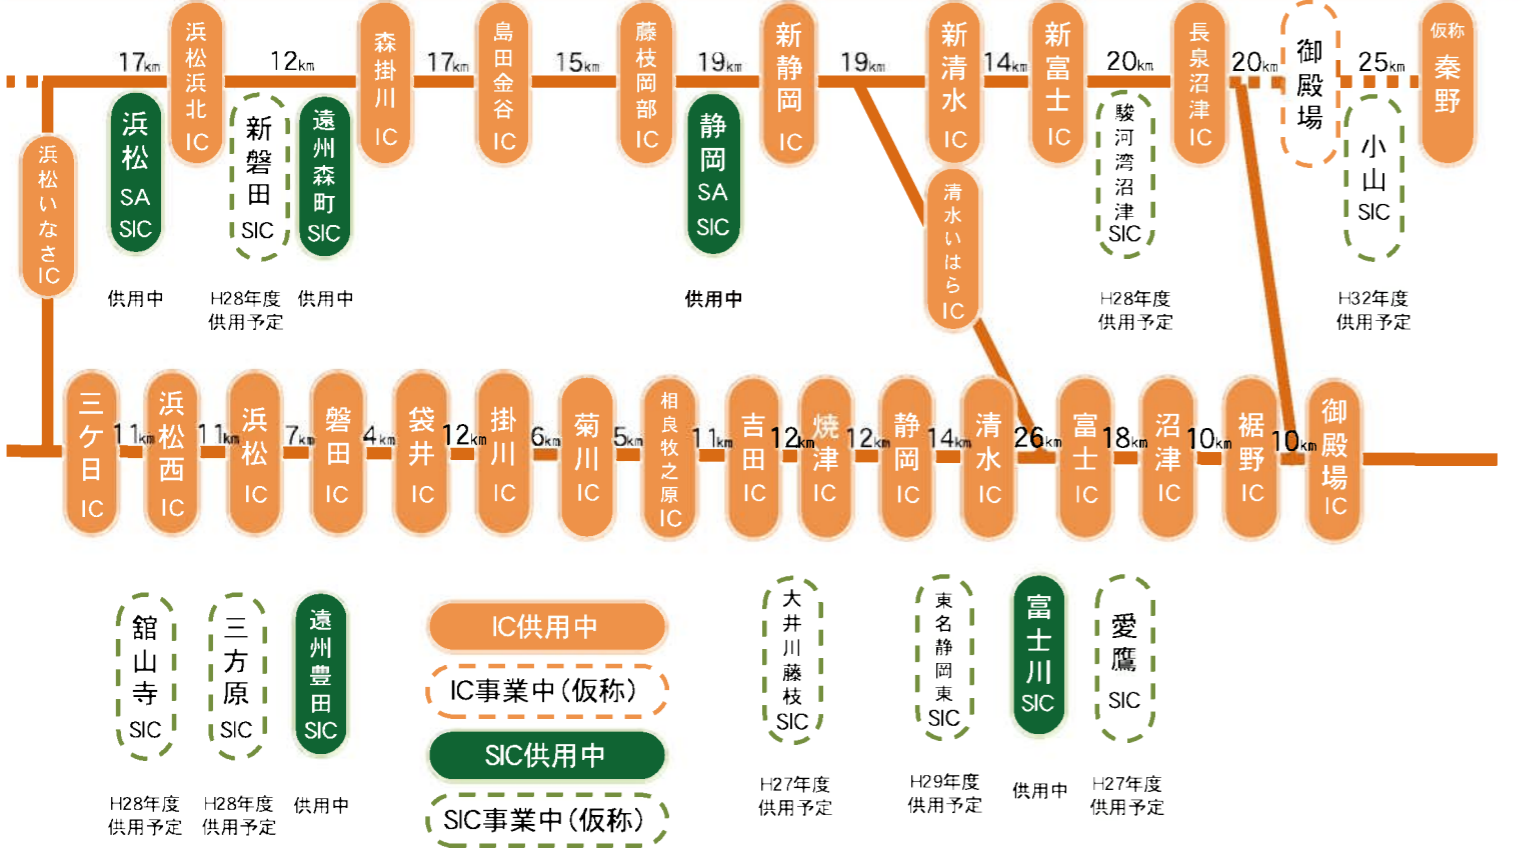 17km
浜松浜北IC
12km
森掛川IC
17km
島田金谷IC
15km
藤枝岡部IC
19km
新静岡IC
19km
新清水IC
14km
新富士IC
20km
長泉沼津IC
20km
御殿場
25km
仮称
秦野
浜松いなさIC
浜松SA SIC
供用中
新磐田SIC
H28年度
供用予定
遠州森町SIC
供用中
静岡SA SIC
供用中
清水いはらIC
駿河湾沼津SIC
H28年度
供用予定
小山SIC
H32年度
供用予定
三ケ日IC
11km
浜松西IC
11km
浜松IC
7km
磐田IC
4km
袋井IC
12km
掛川IC
6km
菊川IC
5km
相良牧之原IC
11km
吉田IC
12km
焼津IC
12km
静岡IC
14km
清水IC
26km
富士IC
18km
沼津IC
10km
裾野IC
10km
御殿場IC
舘山寺SIC
H28年度
供用予定
三方原SIC
H28年度
供用予定
遠州豊田SIC
供用中
IC供用中
IC事業中（仮称）
SIC供用中
SIC事業中（仮称）
大井川藤枝SIC
H27年度
供用予定
東名静岡東SIC
H29年度
供用予定
富士川SIC
供用中
愛鷹SIC
H27年度
供用予定